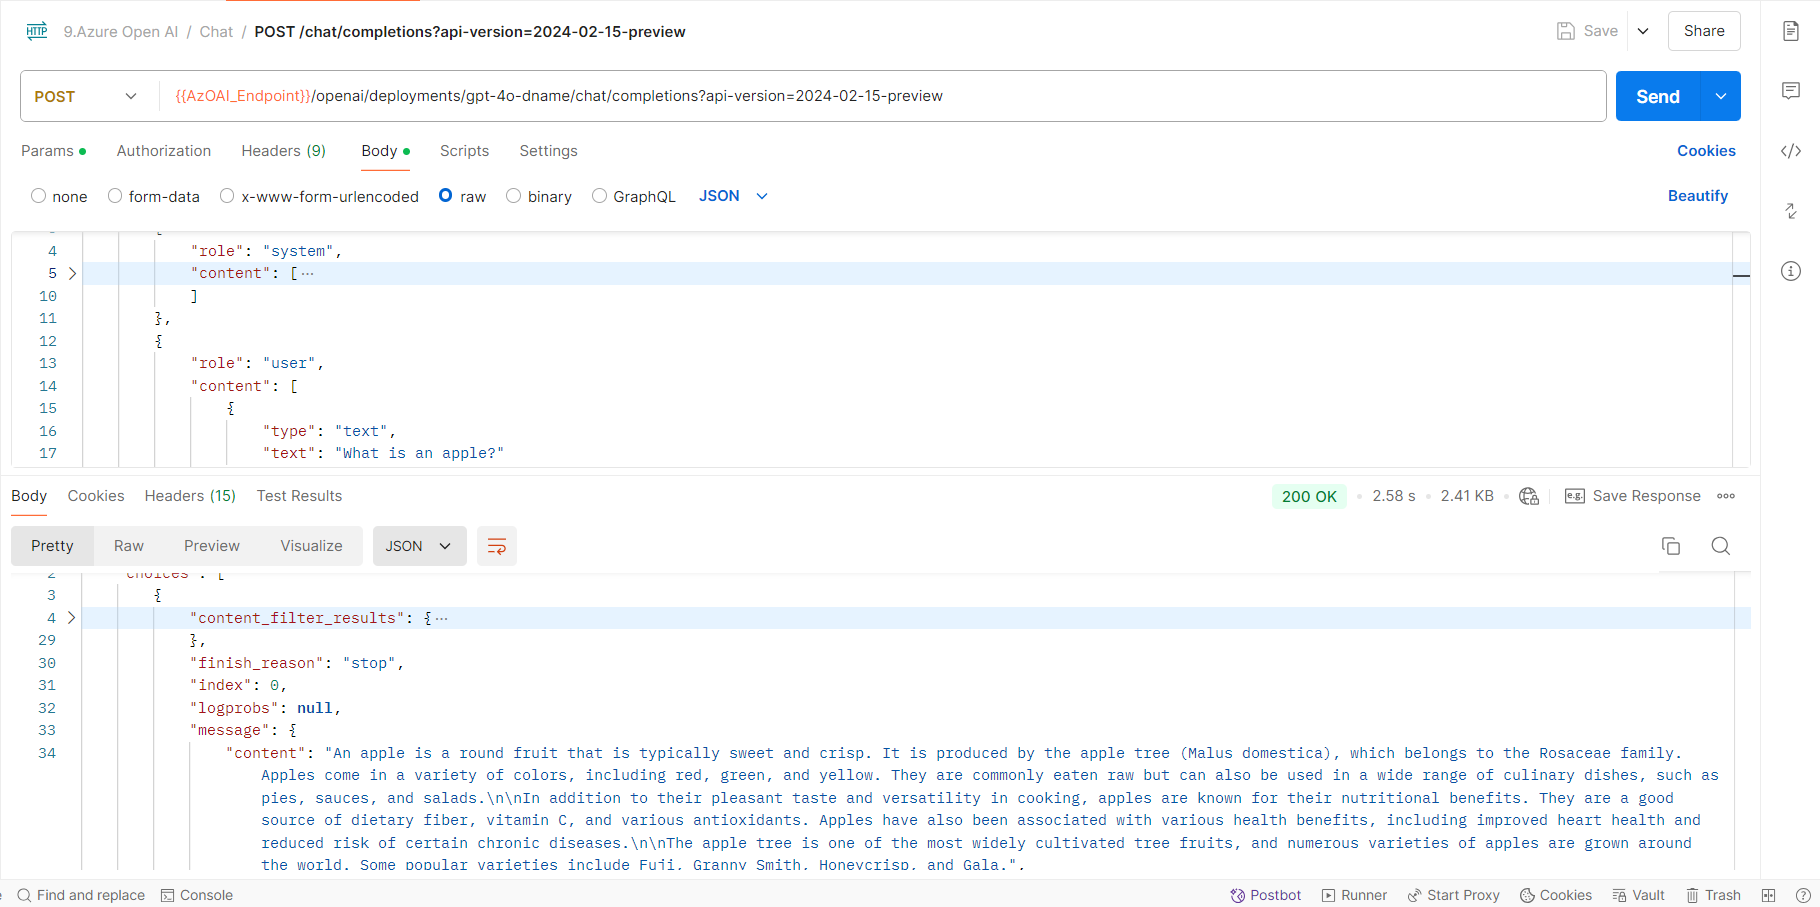 HTTP 9.Azure Open AI / Chat / POST /chat/completions?api-version=2024-02-15-preview Save Share
POST {{AzOAI_Endpoint}}/openai/deployments/gpt-4o-dname/chat/completions?api-version=2024-02-15-preview Send
Params Authorization Headers (9) Body Scripts Settings Cookies
none form-data x-www-form-urlencoded raw binary GraphQL JSON Beautify
4 "role": "system",
5 "content": [ ···
10 ]
11 },
12 {
13 "role": "user",
14 "content": [
15 {
16 "type": "text",
17 "text": "What is an apple?"
Body Cookies Headers (15) Test Results 200 OK • 2.58 s • 2.41 KB • e.g. Save Response
Pretty Raw Preview Visualize JSON
2 "choices": [
3 {
4 "content_filter_results": { ···
29 },
30 "finish_reason": "stop",
31 "index": 0,
32 "logprobs": null,
33 "message": {
34 "content": "An apple is a round fruit that is typically sweet and crisp. It is produced by the apple tree (Malus domestica), which belongs to the Rosaceae family.
Apples come in a variety of colors, including red, green, and yellow. They are commonly eaten raw but can also be used in a wide range of culinary dishes, such as
pies, sauces, and salads.\n\nIn addition to their pleasant taste and versatility in cooking, apples are known for their nutritional benefits. They are a good
source of dietary fiber, vitamin C, and various antioxidants. Apples have also been associated with various health benefits, including improved heart health and
reduced risk of certain chronic diseases.\n\nThe apple tree is one of the most widely cultivated tree fruits, and numerous varieties of apples are grown around
the world. Some popular varieties include Fuji, Granny Smith, Honeycrisp, and Gala.",
Find and replace Console Postbot Runner Start Proxy Cookies Vault Trash